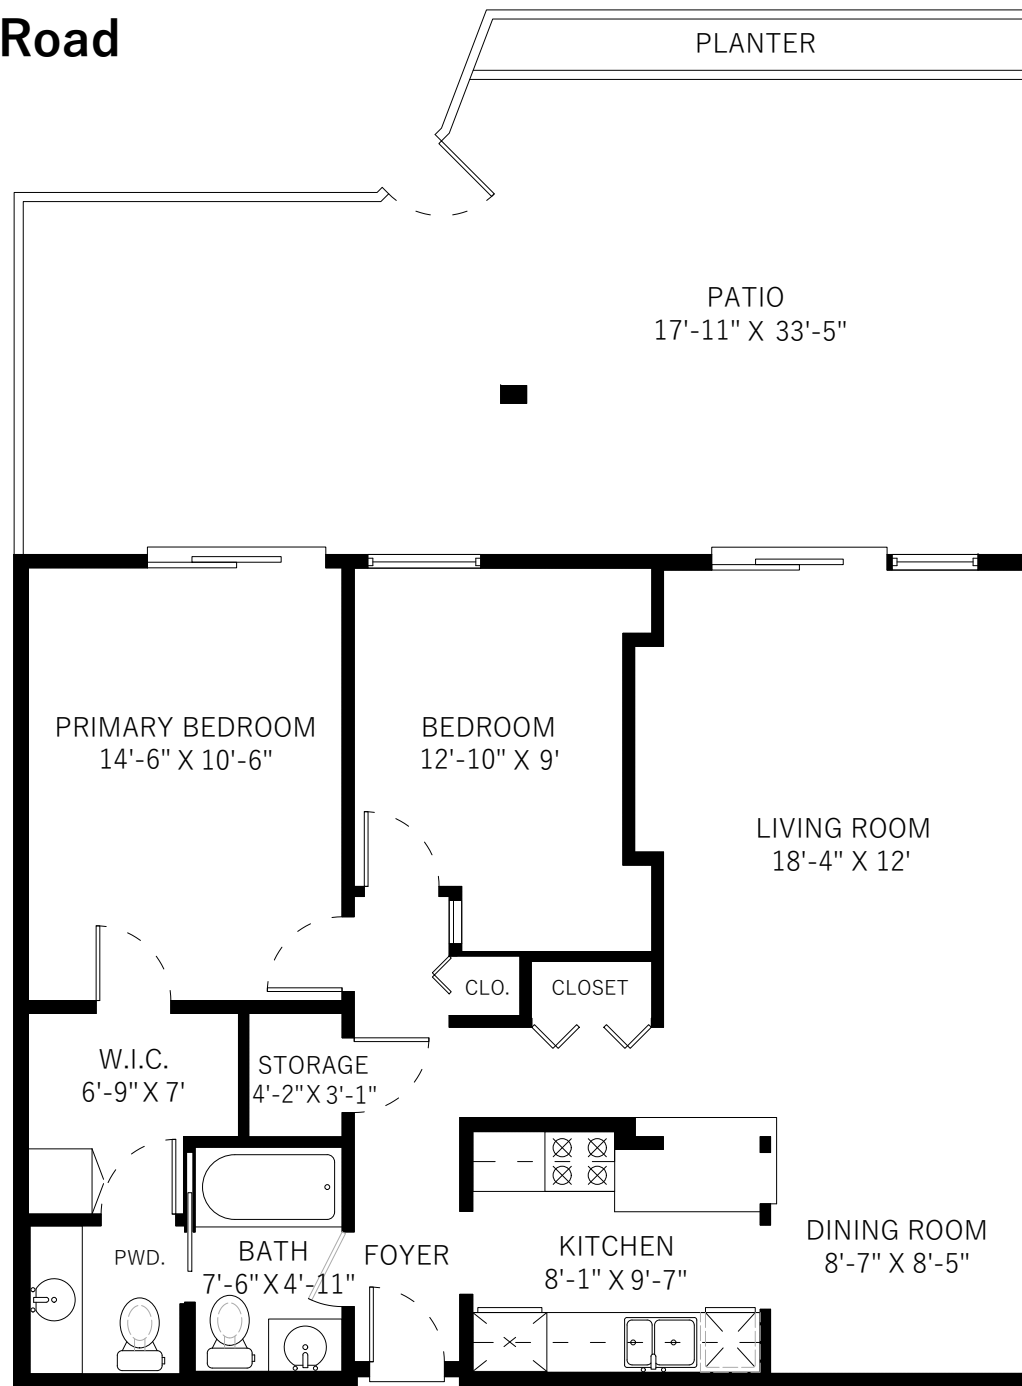 Road
PLANTER
PATIO
17'-11" X 33'-5"
PRIMARY BEDROOM
14'-6" X 10'-6"
BEDROOM
12'-10" X 9'
LIVING ROOM
18'-4" X 12'
CLO.
CLOSET
W.I.C.
6'-9" X 7'
STORAGE
4'-2" X 3'-1"
PWD.
BATH
7'-6" X 4'-11"
FOYER
KITCHEN
8'-1" X 9'-7"
DINING ROOM
8'-7" X 8'-5"